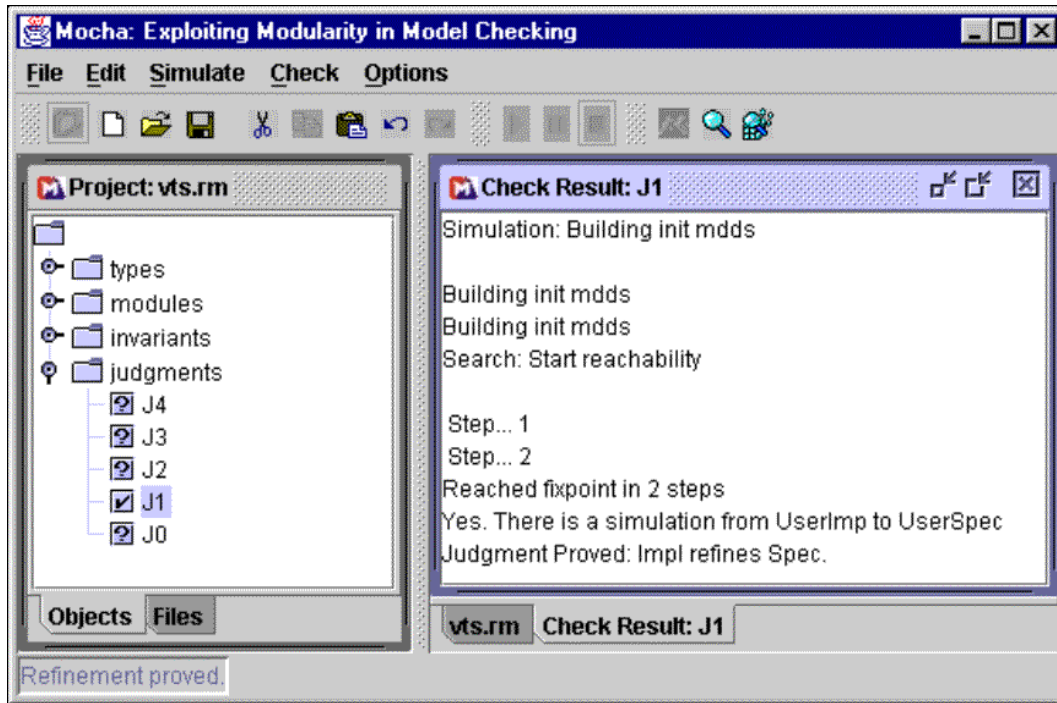 Mocha: Exploiting Modularity in Model Checking
File Edit Simulate Check Options
Project: vts.rm
types
modules
invariants
judgments
J4
J3
J2
J1
J0
Objects Files
Check Result: J1
Simulation: Building init mdds
Building init mdds
Building init mdds
Search: Start reachability
Step... 1
Step... 2
Reached fixpoint in 2 steps
Yes. There is a simulation from UserImp to UserSpec
Judgment Proved: Impl refines Spec.
vts.rm Check Result: J1
Refinement proved.